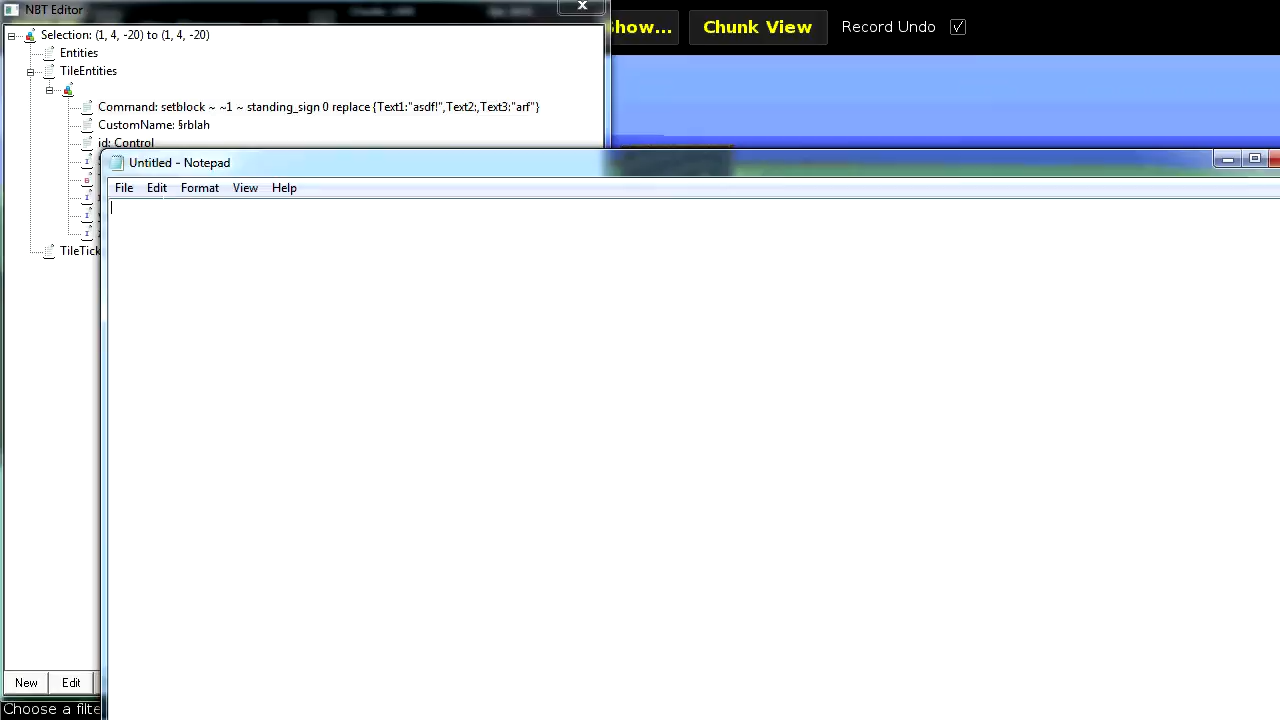 NBT Editor
Show...
Chunk View
Record Undo
Selection: (1, 4, -20) to (1, 4, -20)
Entities
TileEntities
Command: setblock ~ ~1 ~ standing_sign 0 replace {Text1:"asdf!",Text2:,Text3:"arf"}
CustomName: §rblah
id: Control
Untitled - Notepad
File Edit Format View Help
TileTick
New Edit
Choose a filte